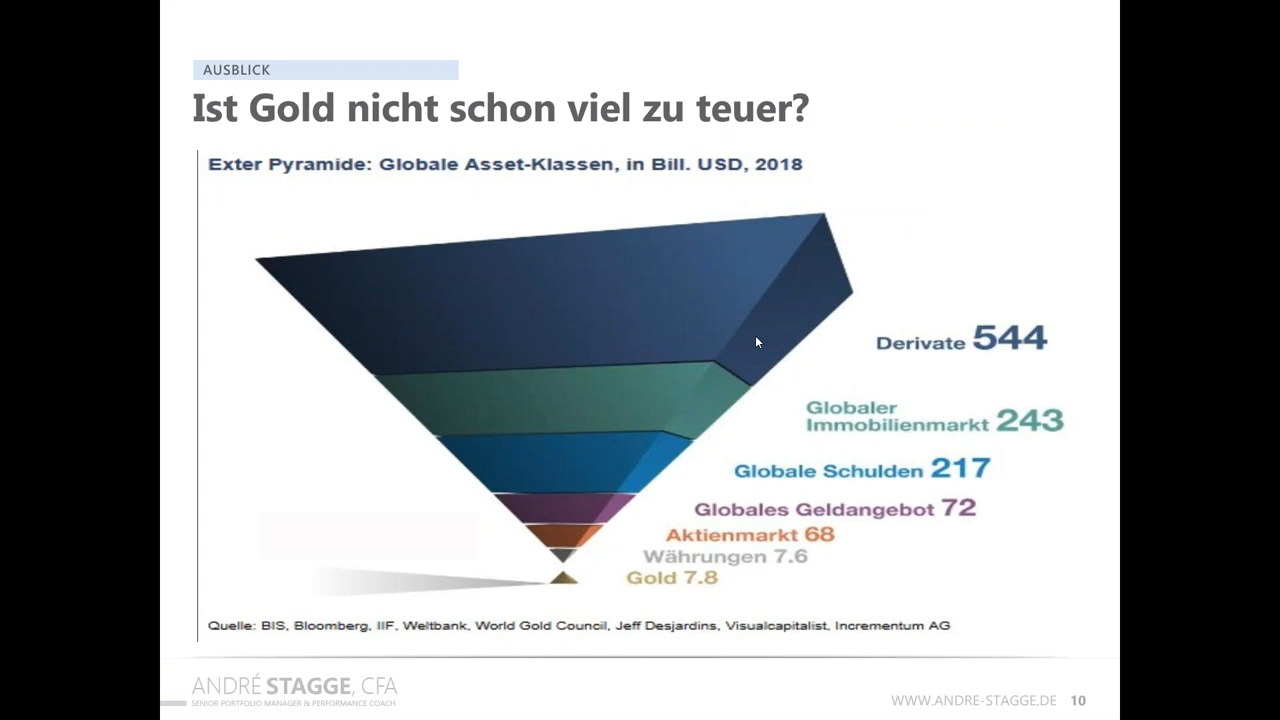 AUSBLICK
Ist Gold nicht schon viel zu teuer?
Exter Pyramide: Globale Asset-Klassen, in Bill. USD, 2018
Derivate 544
Globaler
Immobilienmarkt 243
Globale Schulden 217
Globales Geldangebot 72
Aktienmarkt 68
Währungen 7.6
Gold 7.8
Quelle: BIS, Bloomberg, IIF, Weltbank, World Gold Council, Jeff Desjardins, Visualcapitalist, Incrementum AG
ANDRÉ STAGGE, CFA
SENIOR PORTFOLIO MANAGER & PERFORMANCE COACH
WWW.ANDRE-STAGGE.DE 10